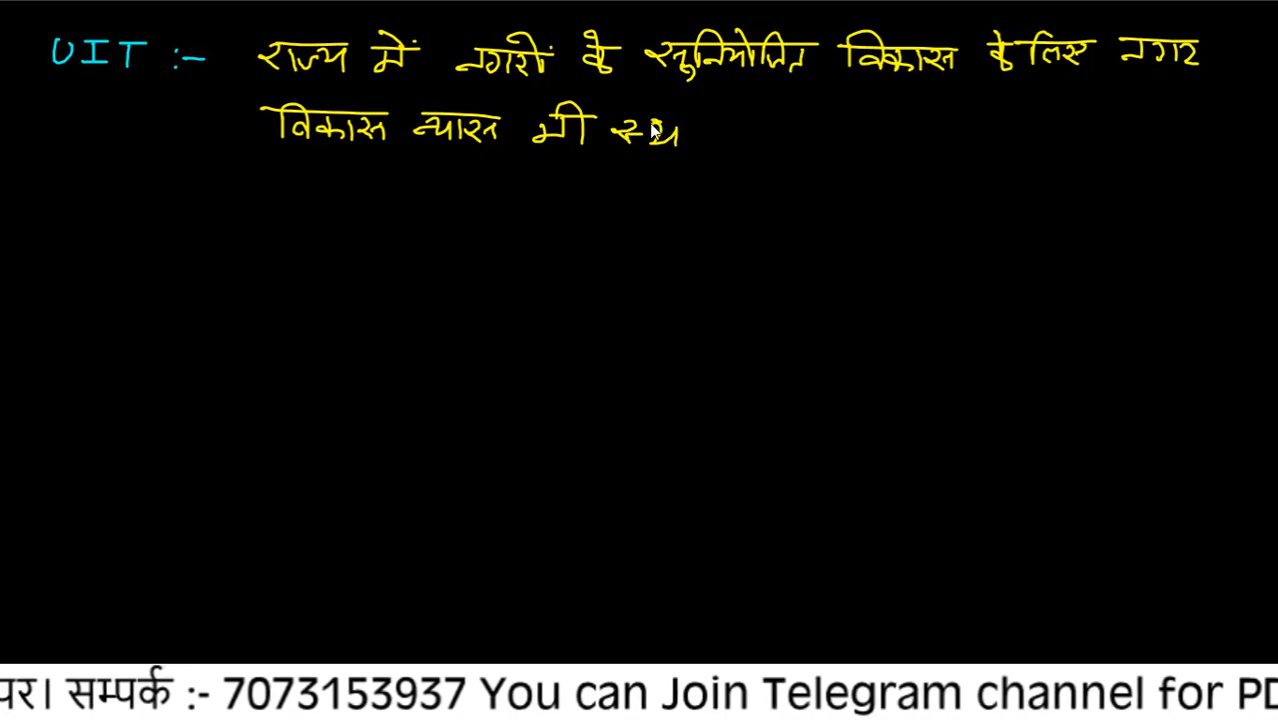 UIT :- राज्य में नगरों के सुनियोजित विकास के लिए नगर
विकास न्यास भी स्थ
पर। सम्पर्क :- 7073153937 You can Join Telegram channel for PD